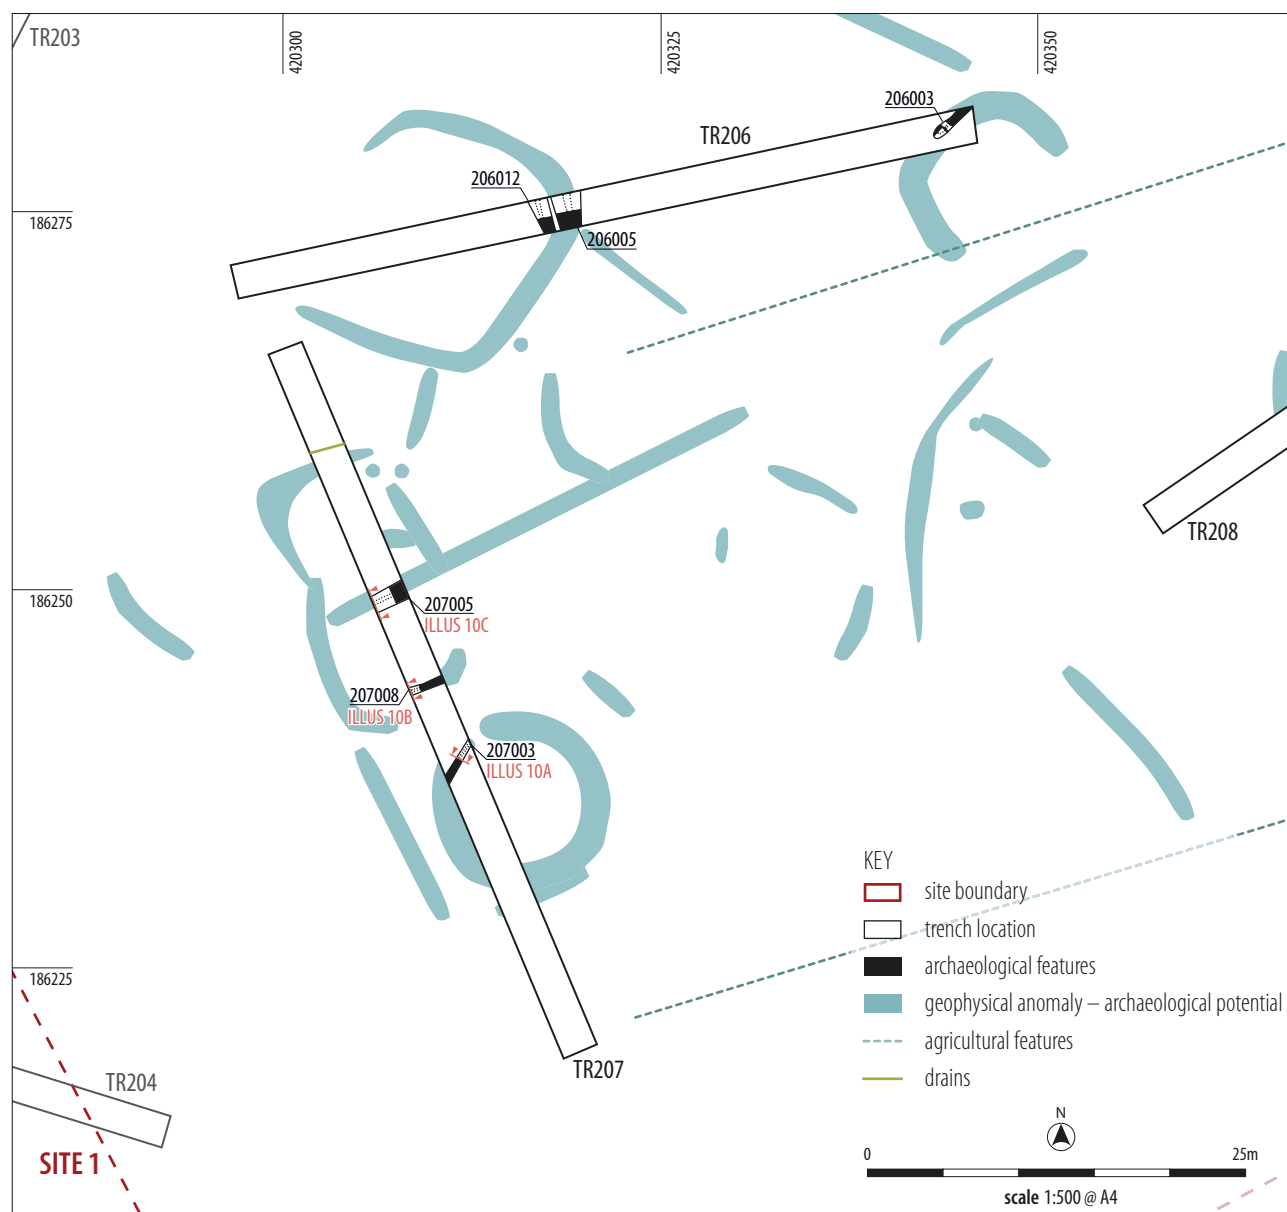 TR203
420300
420325
420350
206003
TR206
206012
186275
206005
TR208
186250
207005
ILLUS 10C
207008
ILLUS 10B
207003
ILLUS 10A
KEY
site boundary
trench location
186225
archaeological features
geophysical anomaly – archaeological potential
agricultural features
TR207
TR204
drains
N
0 25m
SITE 1
scale 1:500 @ A4